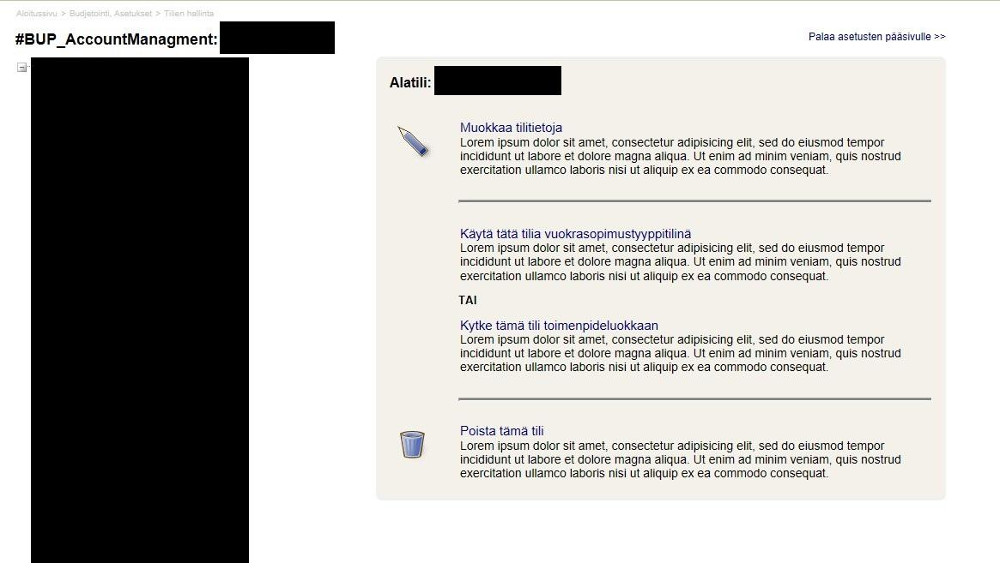 Aloitussivu > Budjetointi, Asetukset > Tilien hallinta
#BUP_AccountManagment:
Palaa asetusten pääsivulle >>
Alatili:
Muokkaa tilitietoja
Lorem ipsum dolor sit amet, consectetur adipisicing elit, sed do eiusmod tempor
incididunt ut labore et dolore magna aliqua. Ut enim ad minim veniam, quis nostrud
exercitation ullamco laboris nisi ut aliquip ex ea commodo consequat.
Käytä tätä tilia vuokrasopimustyyppitilinä
Lorem ipsum dolor sit amet, consectetur adipisicing elit, sed do eiusmod tempor
incididunt ut labore et dolore magna aliqua. Ut enim ad minim veniam, quis nostrud
exercitation ullamco laboris nisi ut aliquip ex ea commodo consequat.
TAI
Kytke tämä tili toimenpideluokkaan
Lorem ipsum dolor sit amet, consectetur adipisicing elit, sed do eiusmod tempor
incididunt ut labore et dolore magna aliqua. Ut enim ad minim veniam, quis nostrud
exercitation ullamco laboris nisi ut aliquip ex ea commodo consequat.
Poista tämä tili
Lorem ipsum dolor sit amet, consectetur adipisicing elit, sed do eiusmod tempor
incididunt ut labore et dolore magna aliqua. Ut enim ad minim veniam, quis nostrud
exercitation ullamco laboris nisi ut aliquip ex ea commodo consequat.